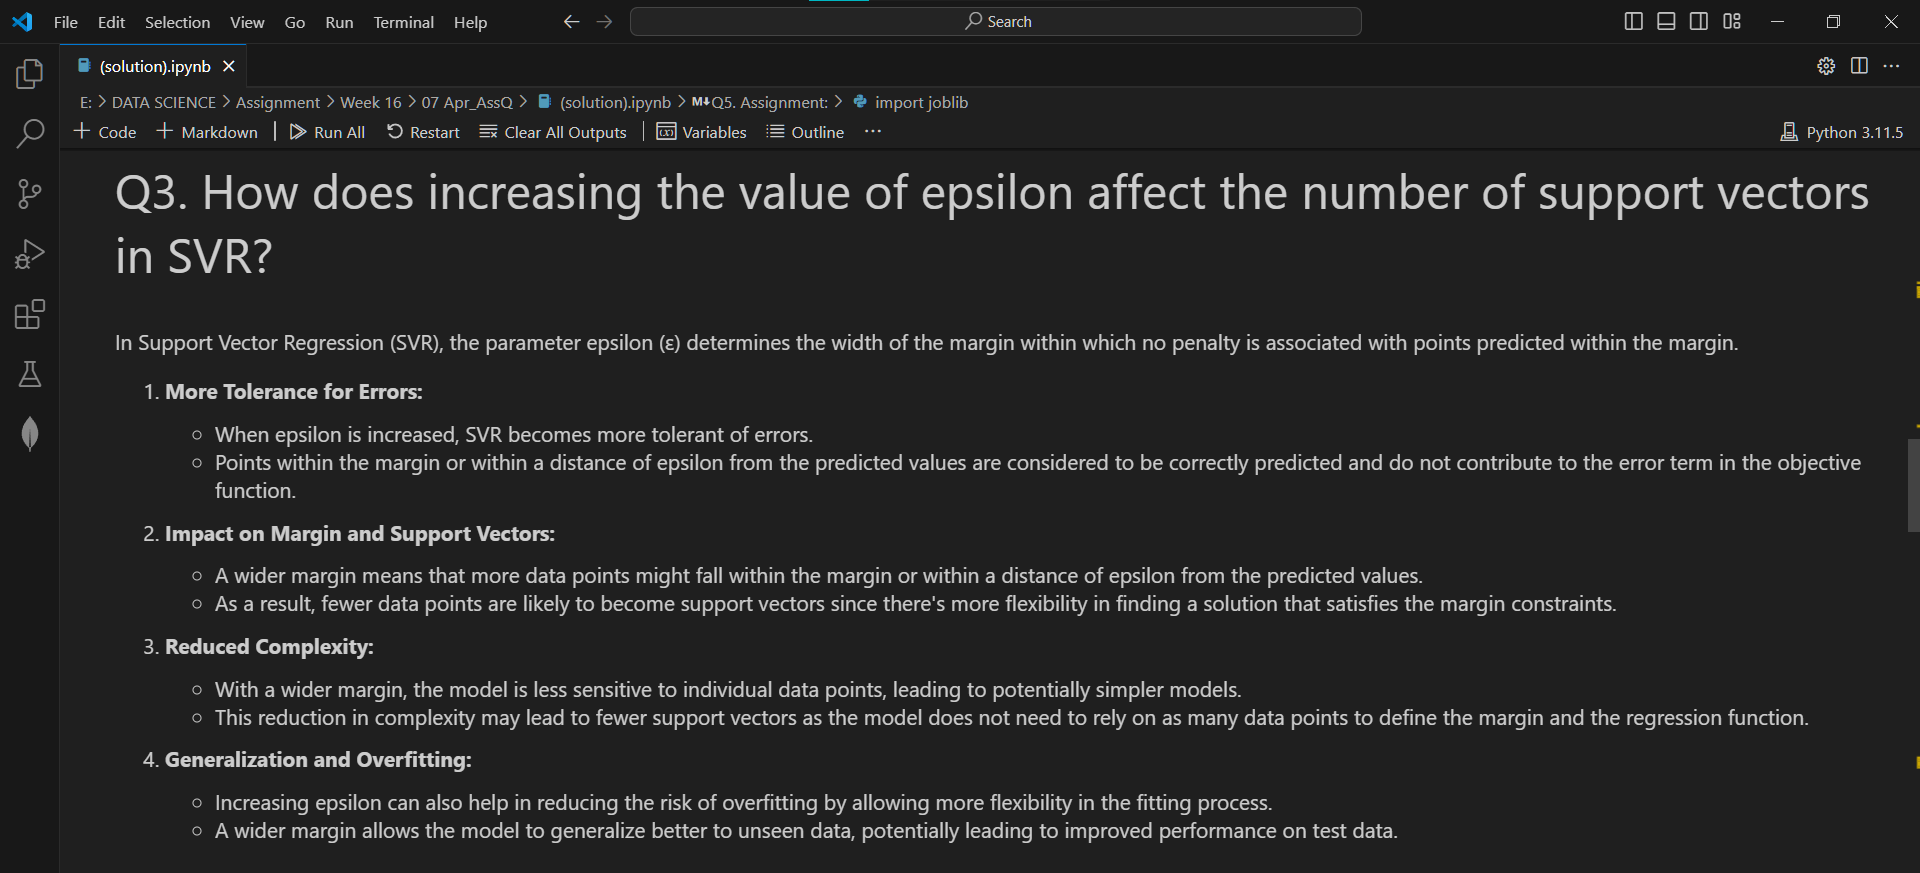 File Edit Selection View Go Run Terminal Help
Search
(solution).ipynb
E: > DATA SCIENCE > Assignment > Week 16 > 07 Apr_AssQ > (solution).ipynb > M↓Q5. Assignment: > import joblib
+ Code + Markdown | Run All Restart Clear All Outputs | Variables Outline ···
Python 3.11.5
Q3. How does increasing the value of epsilon affect the number of support vectors
in SVR?
In Support Vector Regression (SVR), the parameter epsilon (ε) determines the width of the margin within which no penalty is associated with points predicted within the margin.
1. More Tolerance for Errors:
○ When epsilon is increased, SVR becomes more tolerant of errors.
○ Points within the margin or within a distance of epsilon from the predicted values are considered to be correctly predicted and do not contribute to the error term in the objective
function.
2. Impact on Margin and Support Vectors:
○ A wider margin means that more data points might fall within the margin or within a distance of epsilon from the predicted values.
○ As a result, fewer data points are likely to become support vectors since there's more flexibility in finding a solution that satisfies the margin constraints.
3. Reduced Complexity:
○ With a wider margin, the model is less sensitive to individual data points, leading to potentially simpler models.
○ This reduction in complexity may lead to fewer support vectors as the model does not need to rely on as many data points to define the margin and the regression function.
4. Generalization and Overfitting:
○ Increasing epsilon can also help in reducing the risk of overfitting by allowing more flexibility in the fitting process.
○ A wider margin allows the model to generalize better to unseen data, potentially leading to improved performance on test data.